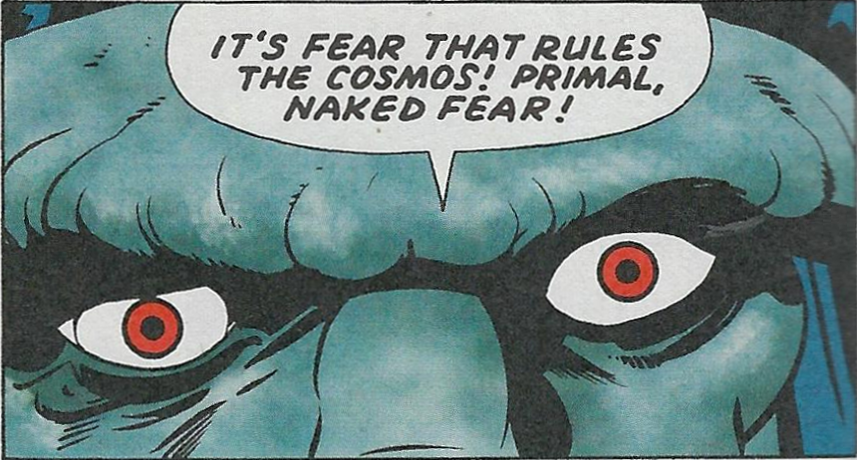 IT'S FEAR THAT RULES
THE COSMOS! PRIMAL,
NAKED FEAR!